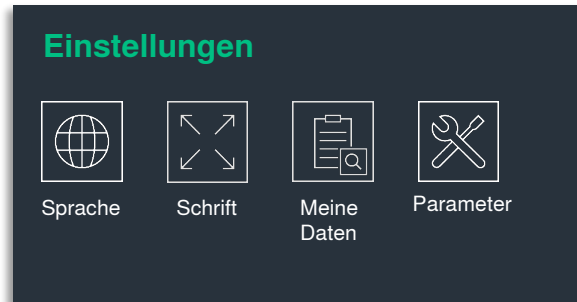 Einstellungen
Sprache
Schrift
Meine
Daten
Parameter